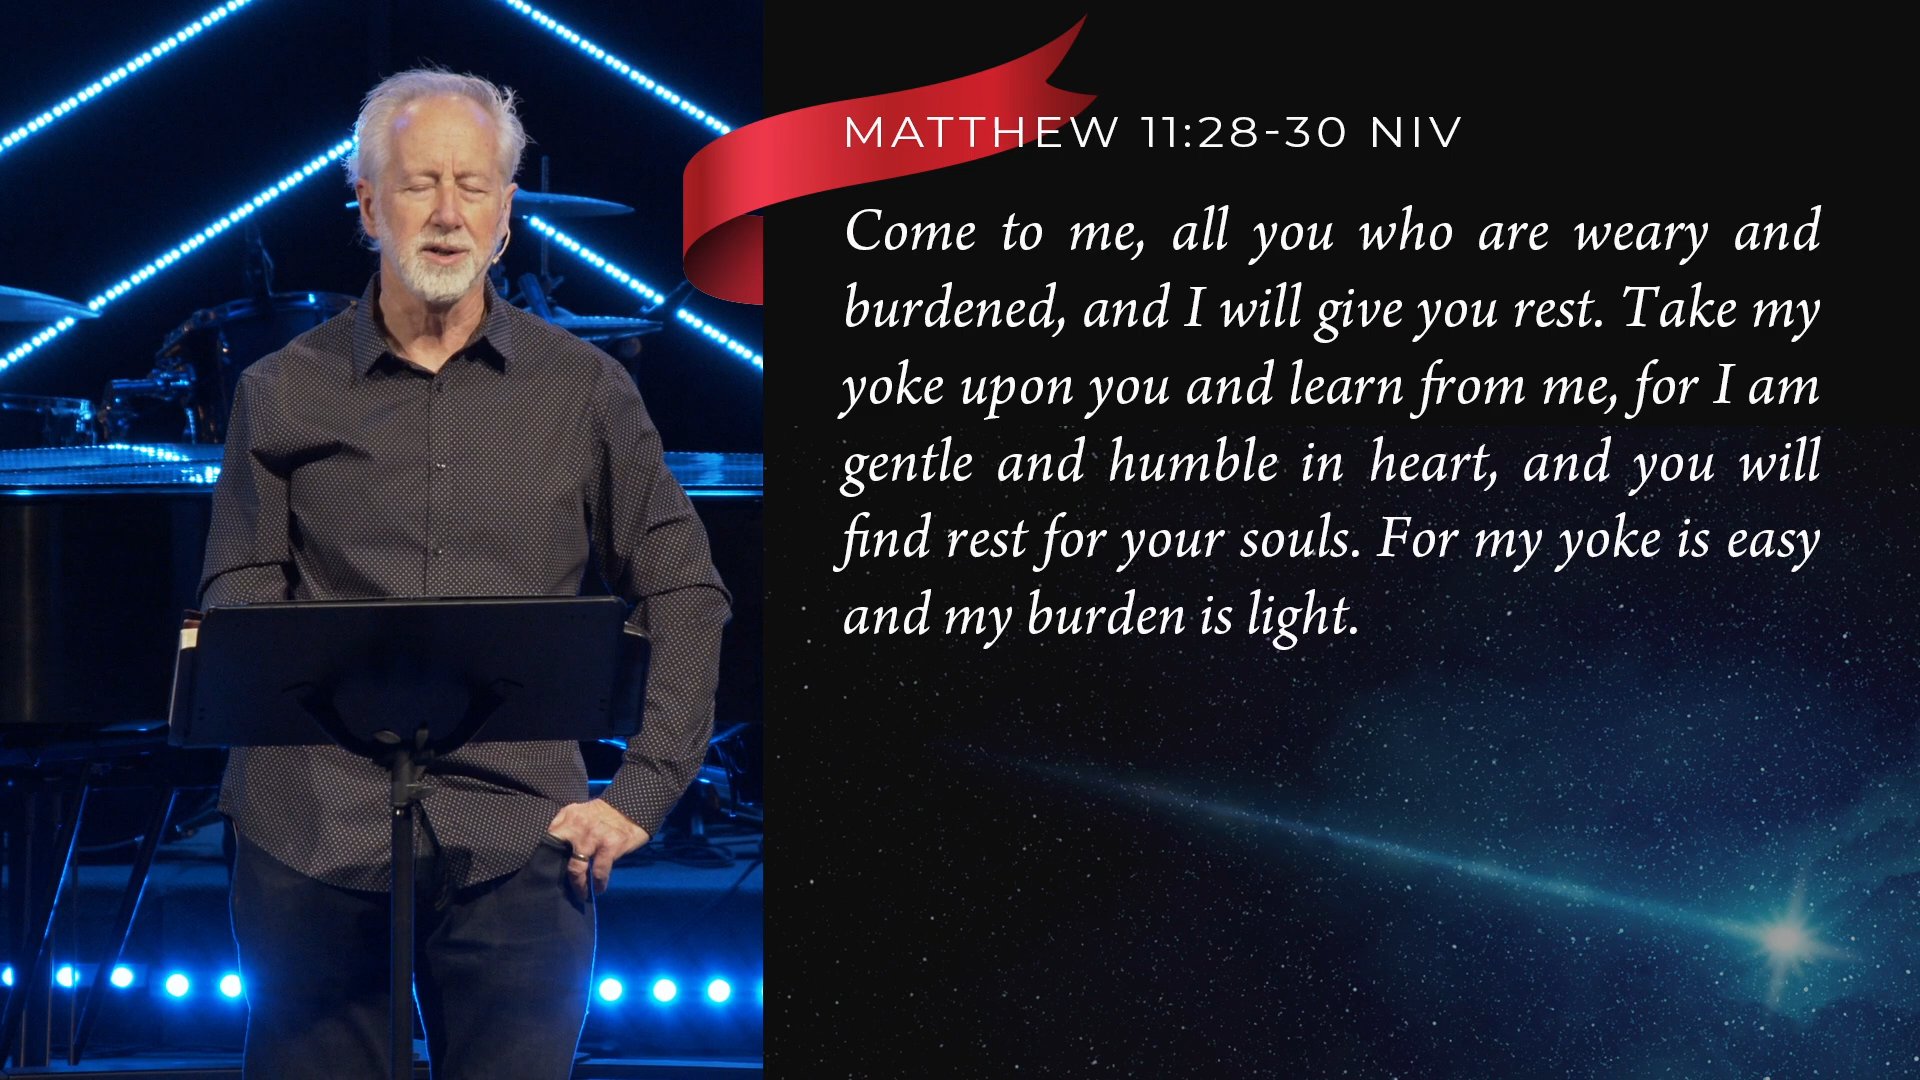 MATTHEW 11:28-30 NIV
Come to me, all you who are weary and
burdened, and I will give you rest. Take my
yoke upon you and learn from me, for I am
gentle and humble in heart, and you will
find rest for your souls. For my yoke is easy
and my burden is light.